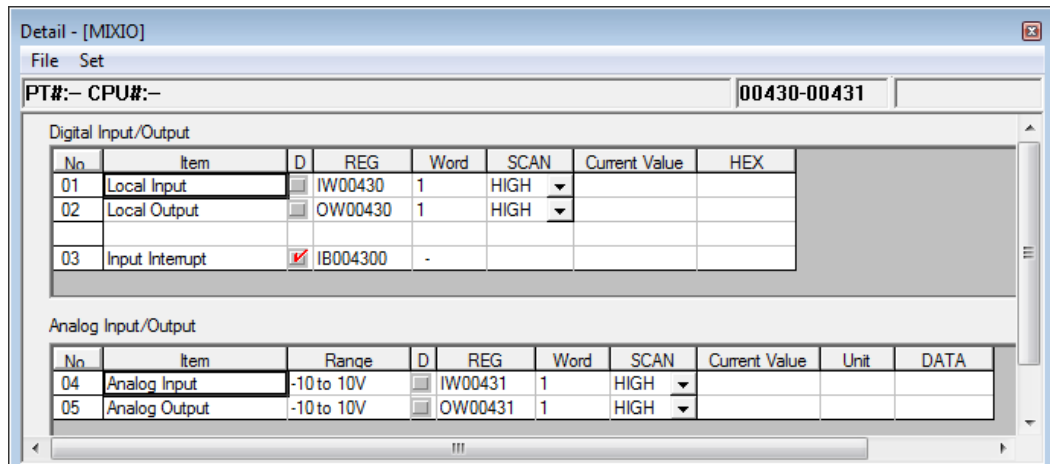 Detail - [MIXIO]
File Set
PT#:– CPU#:– 00430-00431
Digital Input/Output
No Item D REG Word SCAN Current Value HEX
01 Local Input IW00430 1 HIGH
02 Local Output OW00430 1 HIGH
03 Input Interrupt IB004300 -
Analog Input/Output
No Item Range D REG Word SCAN Current Value Unit DATA
04 Analog Input -10 to 10V IW00431 1 HIGH
05 Analog Output -10 to 10V OW00431 1 HIGH